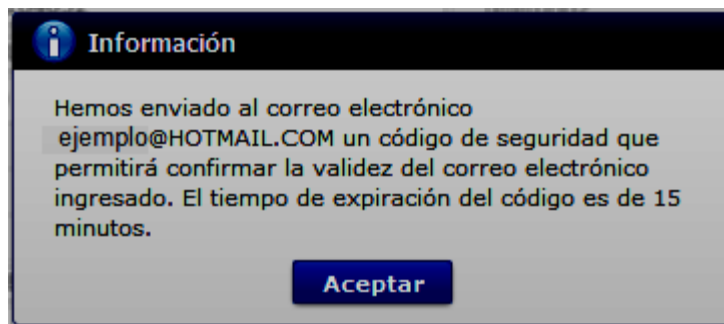 Información
Hemos enviado al correo electrónico
ejemplo@HOTMAIL.COM un código de seguridad que
permitirá confirmar la validez del correo electrónico
ingresado. El tiempo de expiración del código es de 15
minutos.
Aceptar